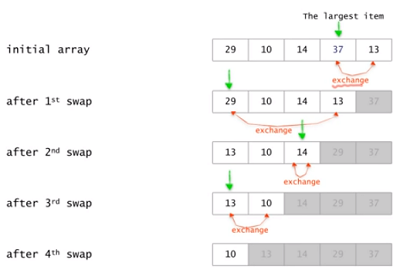 The largest item
initial array 29 10 14 37 13
exchange
after 1st swap 29 10 14 13 37
exchange
after 2nd swap 13 10 14 29 37
exchange
after 3rd swap 13 10 14 29 37
exchange
after 4th swap 10 13 14 29 37